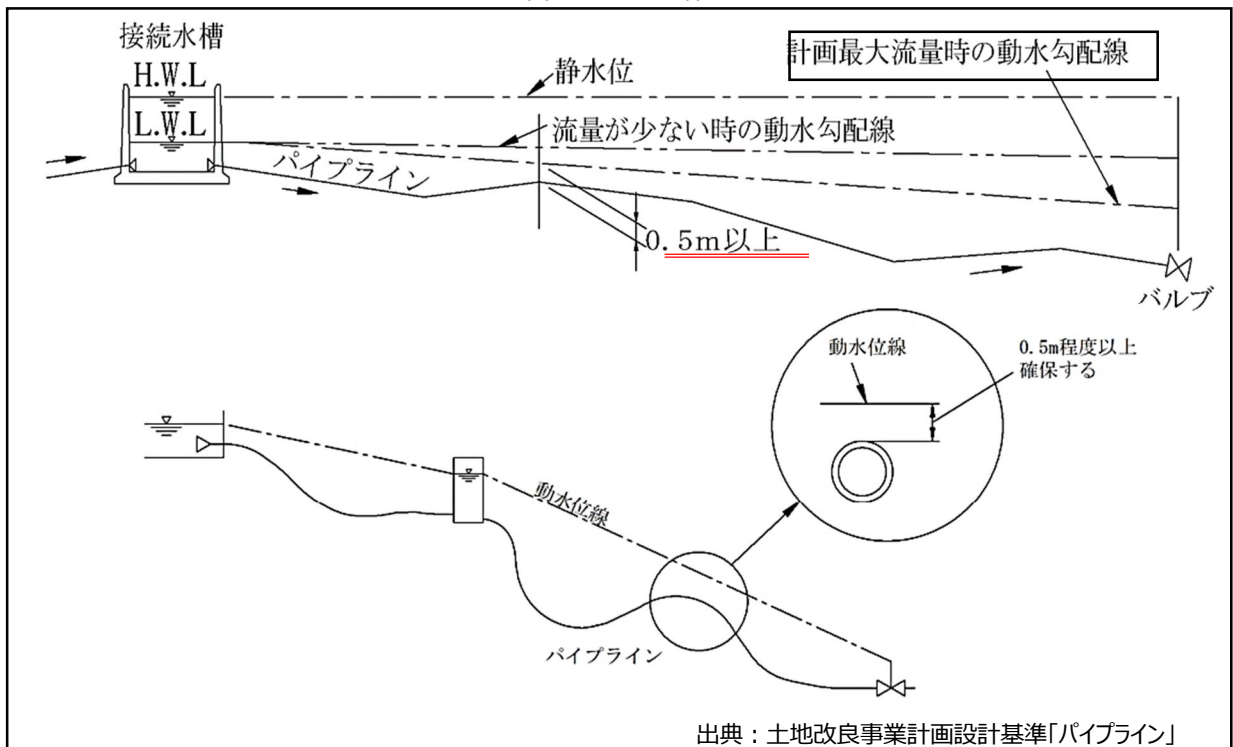 接続水槽
H.W.L
L.W.L
静水位
計画最大流量時の動水勾配線
流量が少ない時の動水勾配線
パイプライン
0.5m以上
バルブ
動水位線
0.5m程度以上
確保する
動水位線
パイプライン
出典：土地改良事業計画設計基準「パイプライン」